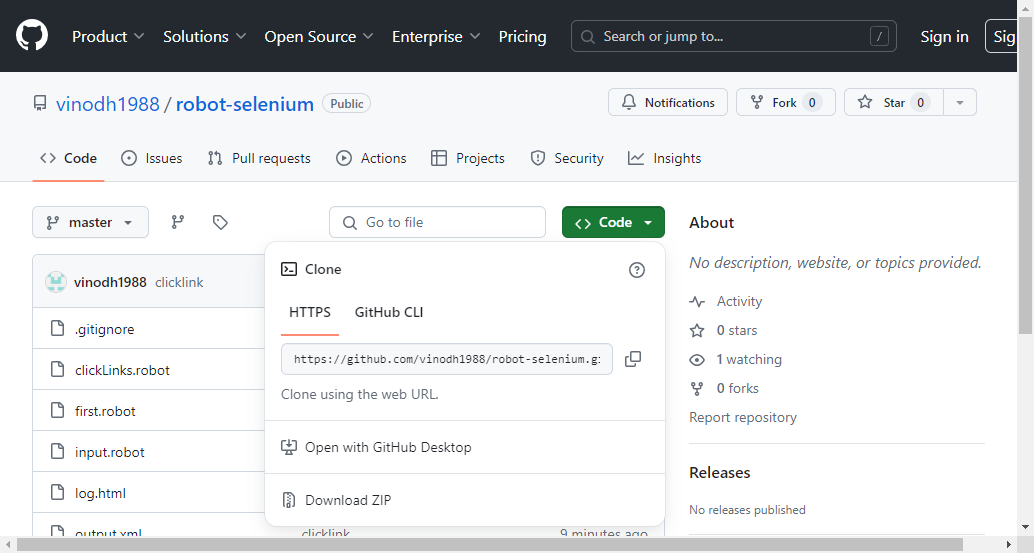 Product Solutions Open Source Enterprise Pricing Search or jump to... / Sign in Sig
vinodh1988 / robot-selenium Public Notifications Fork 0 Star 0
Code Issues Pull requests Actions Projects Security Insights
master Go to file Code
Clone
HTTPS GitHub CLI
https://github.com/vinodh1988/robot-selenium.gi
Clone using the web URL.
Open with GitHub Desktop
Download ZIP
vinodh1988 clicklink
.gitignore
clickLinks.robot
first.robot
input.robot
log.html
output.xml clicklink 9 minutes ago
About
No description, website, or topics provided.
Activity
0 stars
1 watching
0 forks
Report repository
Releases
No releases published